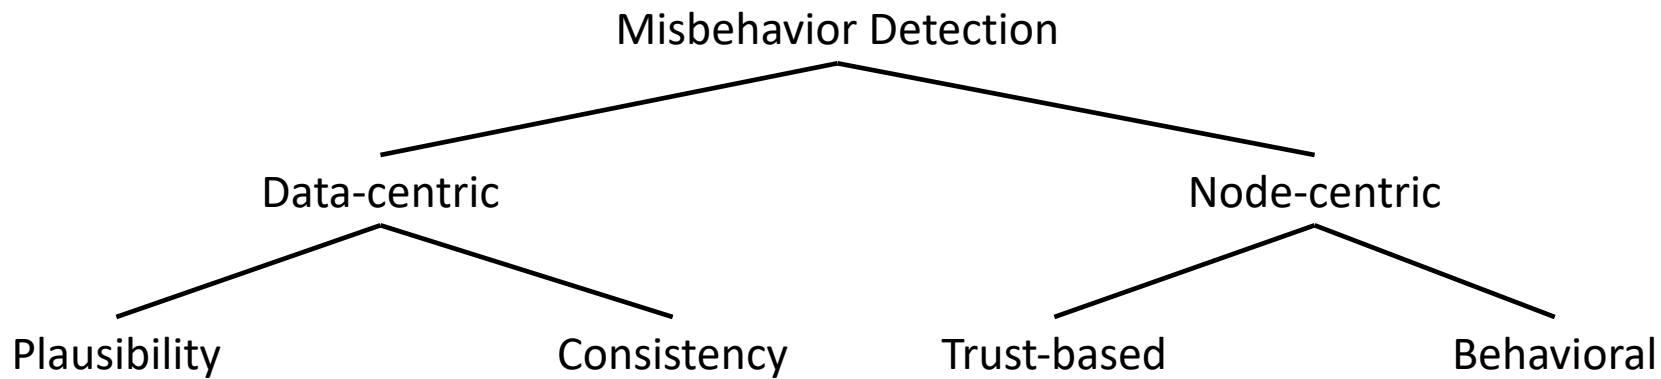 Misbehavior Detection
Data-centric
Node-centric
Plausibility
Consistency
Trust-based
Behavioral